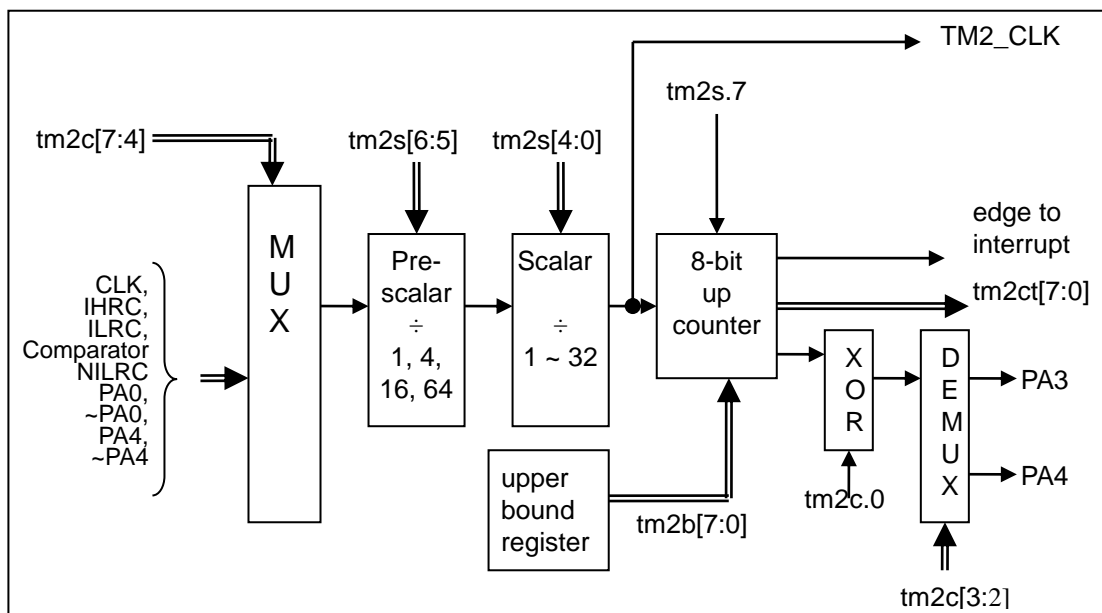 TM2_CLK
tm2s.7
tm2c[7:4]
tm2s[6:5]
tm2s[4:0]
edge to
interrupt
M
U
X
Pre-
scalar
÷
1, 4,
16, 64
Scalar
÷
1 ~ 32
8-bit
up
counter
tm2ct[7:0]
CLK,
IHRC,
ILRC,
Comparator
NILRC
PA0,
~PA0,
PA4,
~PA4
X
O
R
D
E
M
U
X
PA3
PA4
upper
bound
register
tm2b[7:0]
tm2c.0
tm2c[3:2]